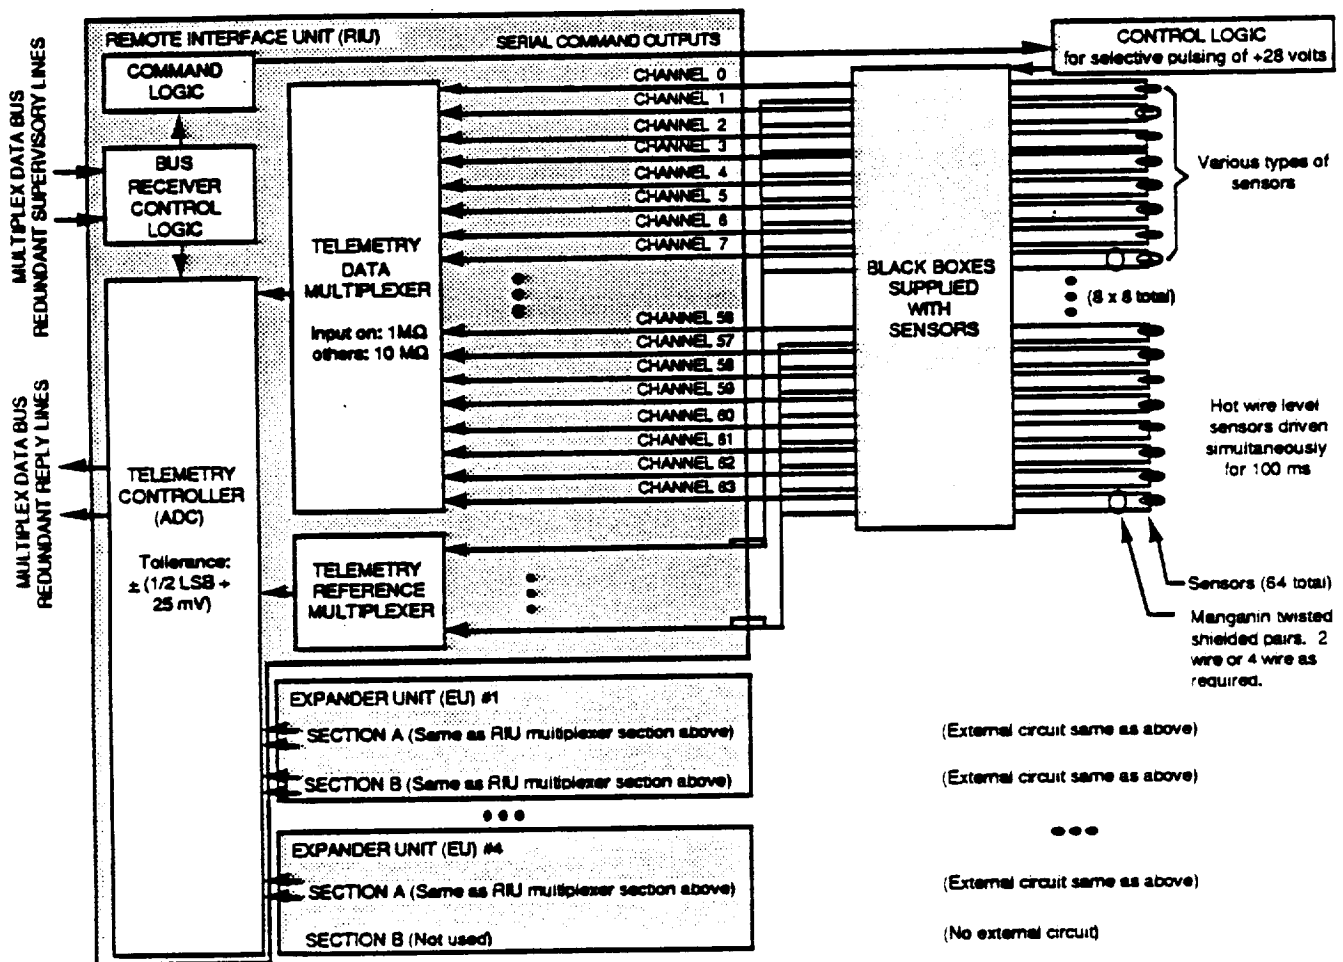 REMOTE INTERFACE UNIT (RIU)
SERIAL COMMAND OUTPUTS
CONTROL LOGIC
for selective pulsing of +28 volts
COMMAND
LOGIC
MULTIPLEX DATA BUS
REDUNDANT SUPERVISORY LINES
BUS
RECEIVER
CONTROL
LOGIC
CHANNEL 0
CHANNEL 1
CHANNEL 2
CHANNEL 3
CHANNEL 4
CHANNEL 5
CHANNEL 6
CHANNEL 7
TELEMETRY
DATA
MULTIPLEXER
Input on: 1MΩ
others: 10 MΩ
CHANNEL 56
CHANNEL 57
CHANNEL 58
CHANNEL 59
CHANNEL 60
CHANNEL 61
CHANNEL 62
CHANNEL 63
BLACK BOXES
SUPPLIED
WITH
SENSORS
Various types of
sensors
(8 x 8 total)
Hot wire level
sensors driven
simultaneously
for 100 ms
MULTIPLEX DATA BUS
REDUNDANT REPLY LINES
TELEMETRY
CONTROLLER
(ADC)
Tollerance:
± (1/2 LSB +
25 mV)
TELEMETRY
REFERENCE
MULTIPLEXER
Sensors (64 total)
Manganin twisted
shielded pairs. 2
wire or 4 wire as
required.
EXPANDER UNIT (EU) #1
SECTION A (Same as RIU multiplexer section above)
(External circuit same as above)
SECTION B (Same as RIU multiplexer section above)
(External circuit same as above)
EXPANDER UNIT (EU) #4
SECTION A (Same as RIU multiplexer section above)
(External circuit same as above)
SECTION B (Not used)
(No external circuit)